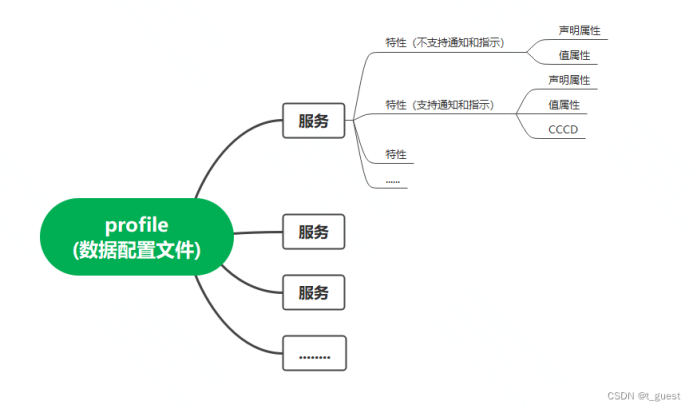 profile
(数据配置文件)
服务
特性（不支持通知和指示）
声明属性
值属性
特性（支持通知和指示）
声明属性
值属性
CCCD
特性
......
服务
服务
........
CSDN @t_guest